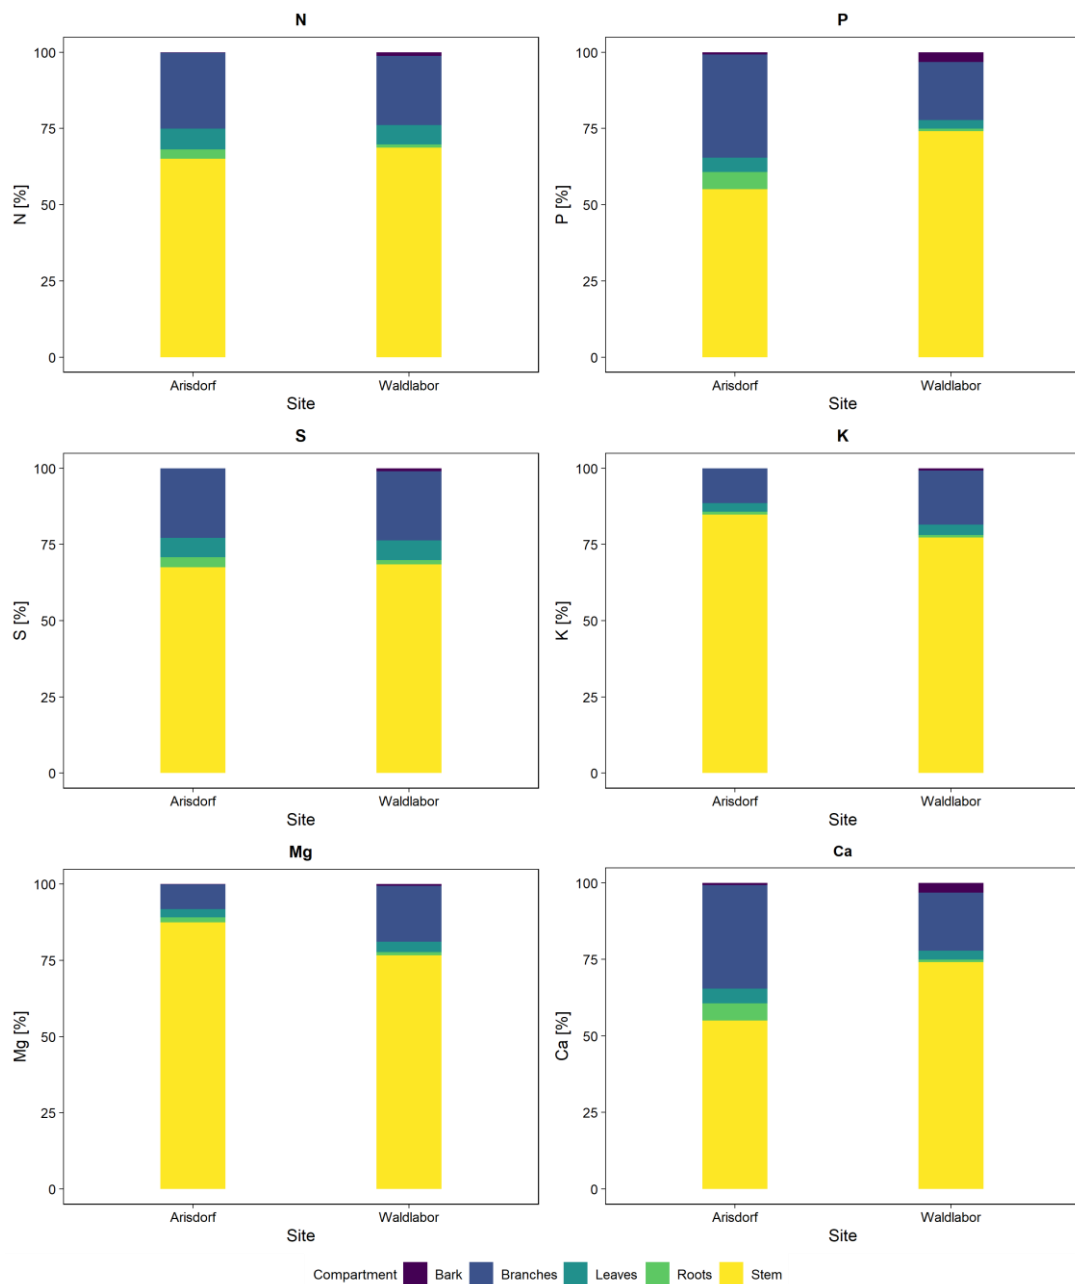 N
P
100
75
50
25
0
N [%]
Arisdorf Waldlabor
Site
100
75
50
25
0
P [%]
Arisdorf Waldlabor
Site
S
K
100
75
50
25
0
S [%]
Arisdorf Waldlabor
Site
100
75
50
25
0
K [%]
Arisdorf Waldlabor
Site
Mg
Ca
100
75
50
25
0
Mg [%]
Arisdorf Waldlabor
Site
100
75
50
25
0
Ca [%]
Arisdorf Waldlabor
Site
Compartment Bark Branches Leaves Roots Stem